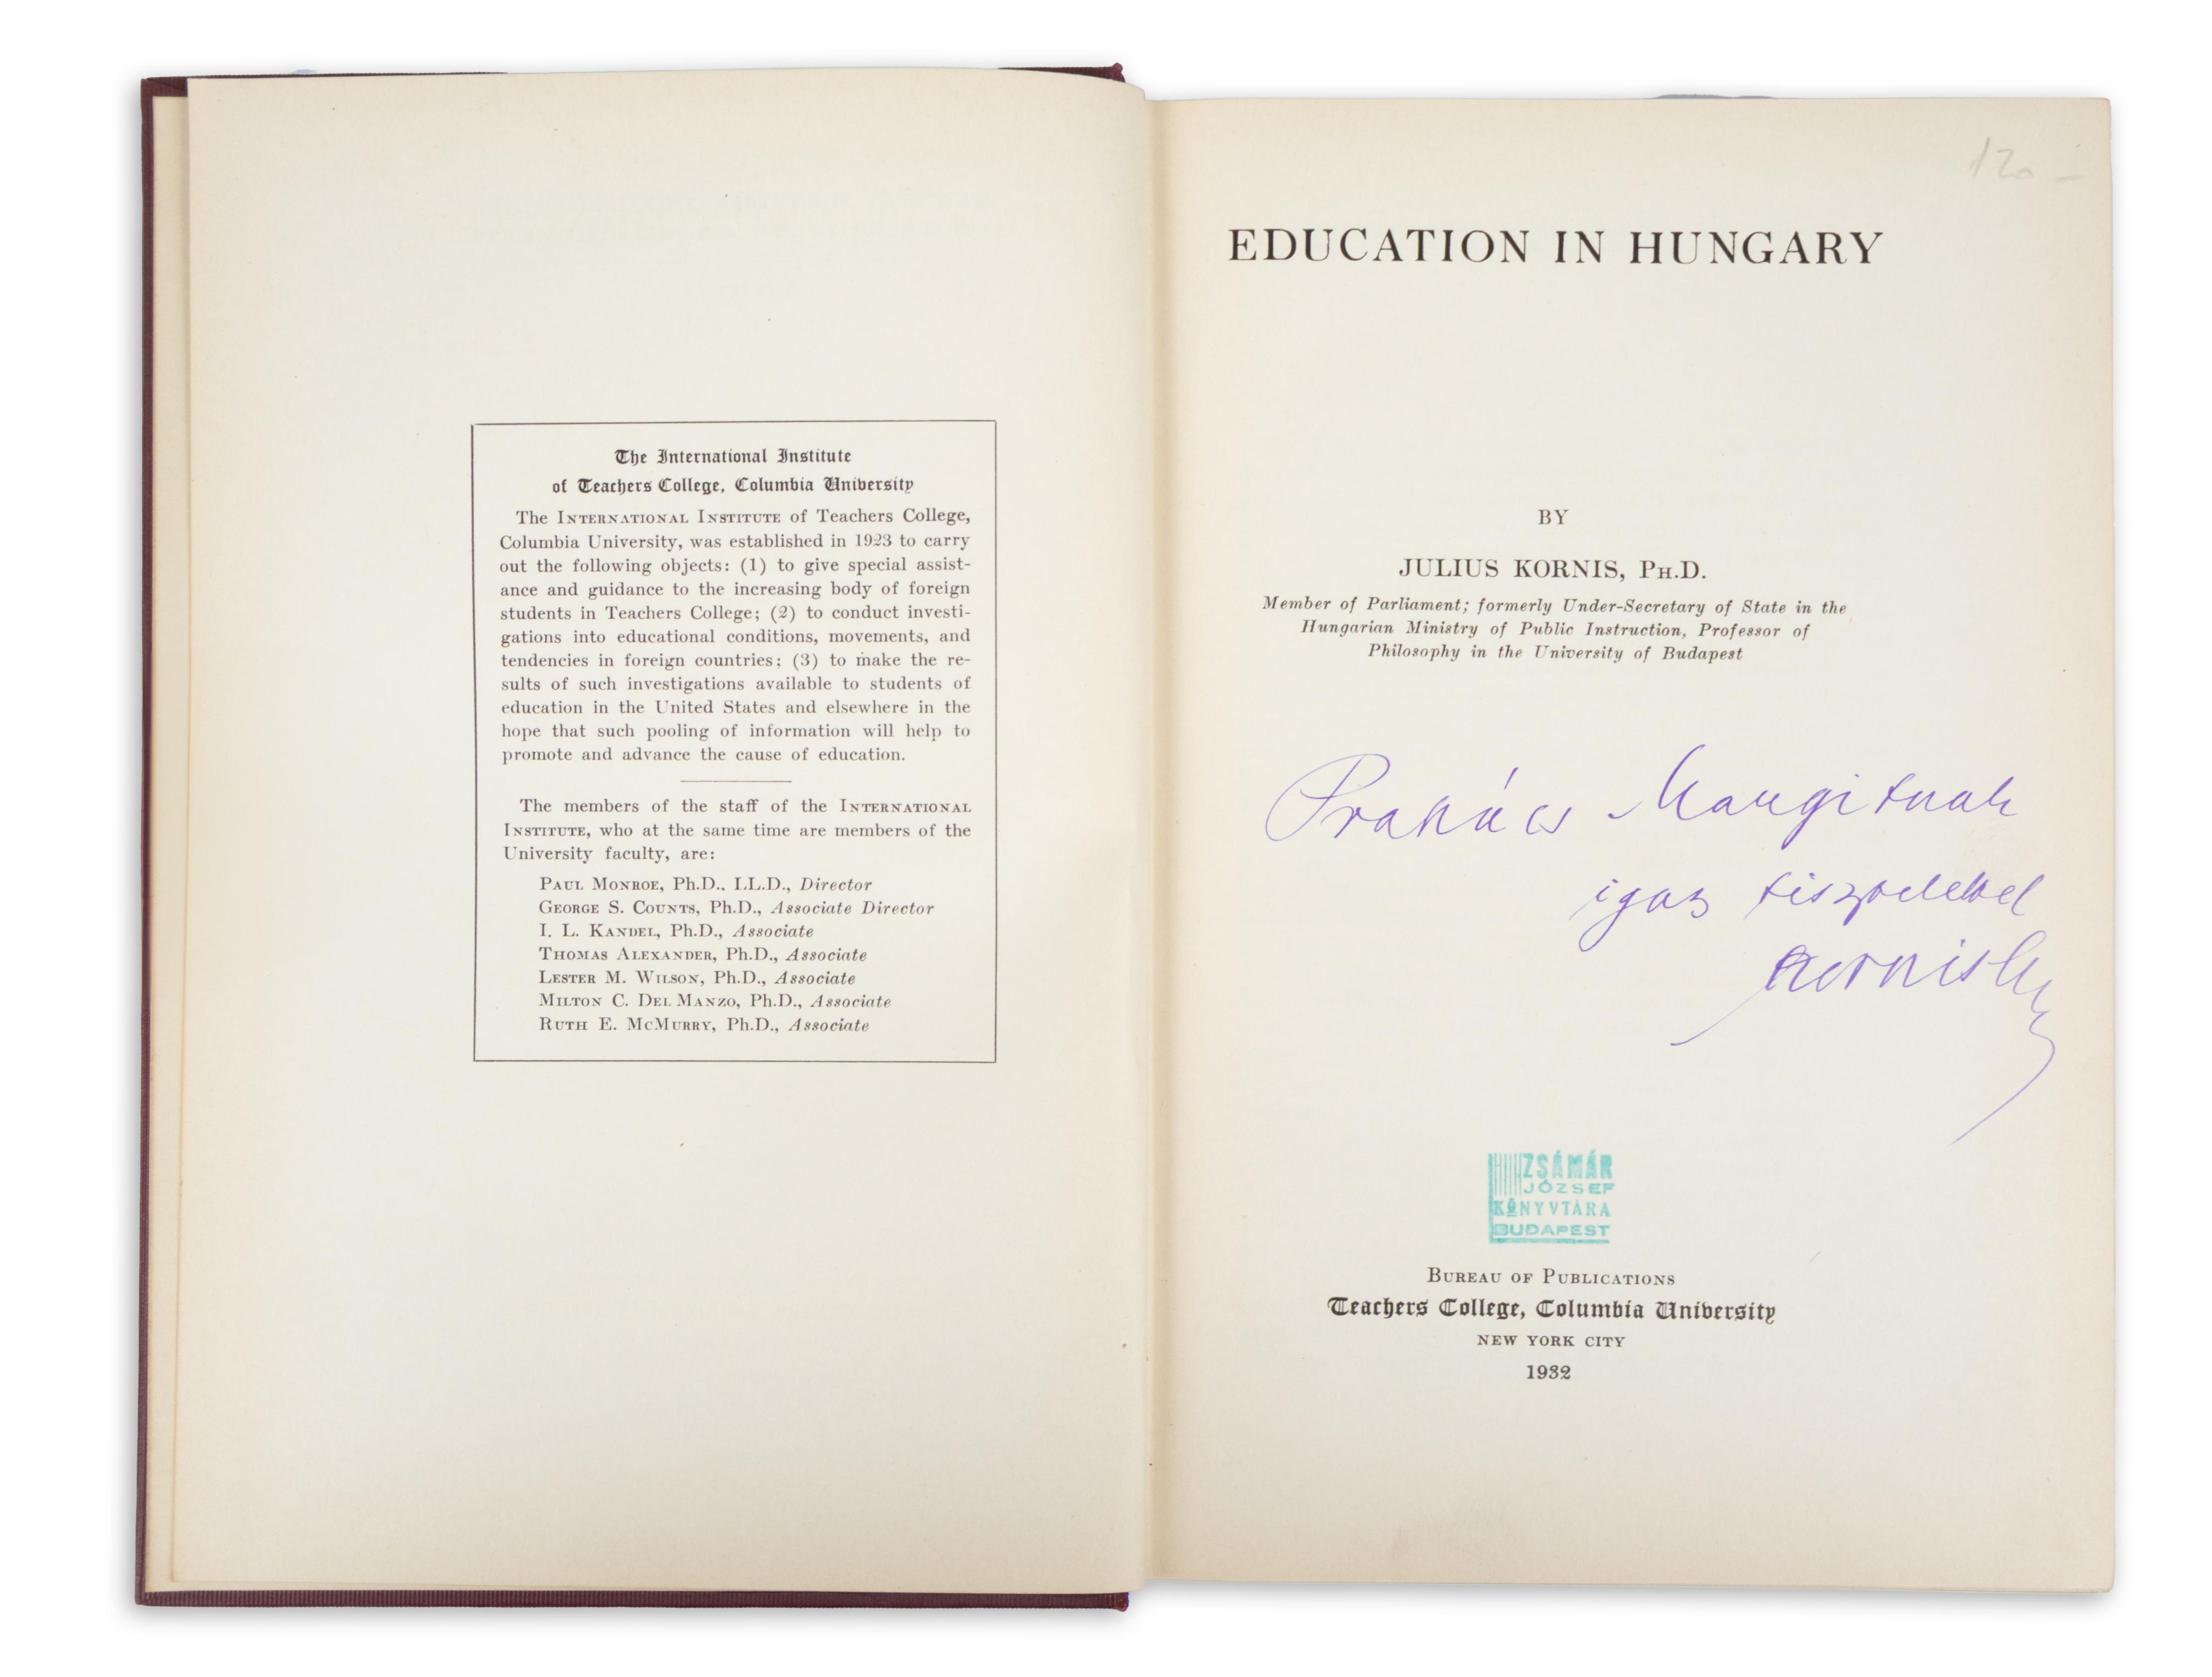 The International Institute
of Teachers College, Columbia University
The INTERNATIONAL INSTITUTE of Teachers College,
Columbia University, was established in 1923 to carry
out the following objects: (1) to give special assist-
ance and guidance to the increasing body of foreign
students in Teachers College; (2) to conduct investi-
gations into educational conditions, movements, and
tendencies in foreign countries; (3) to make the re-
sults of such investigations available to students of
education in the United States and elsewhere in the
hope that such pooling of information will help to
promote and advance the cause of education.
The members of the staff of the INTERNATIONAL
INSTITUTE, who at the same time are members of the
University faculty, are:
PAUL MONROE, Ph.D., LL.D., Director
GEORGE S. COUNTS, Ph.D., Associate Director
I. L. KANDEL, Ph.D., Associate
THOMAS ALEXANDER, Ph.D., Associate
LESTER M. WILSON, Ph.D., Associate
MILTON C. DEL MANZO, Ph.D., Associate
RUTH E. MCMURRY, Ph.D., Associate
120 –
EDUCATION IN HUNGARY
BY
JULIUS KORNIS, PH.D.
Member of Parliament; formerly Under-Secretary of State in the
Hungarian Ministry of Public Instruction, Professor of
Philosophy in the University of Budapest
Prahács Margitnak
igaz tisztelettel
Kornis
ZSÁMÁR
JÓZSEF
KÖNYVTÁRA
BUDAPEST
BUREAU OF PUBLICATIONS
Teachers College, Columbia University
NEW YORK CITY
1932